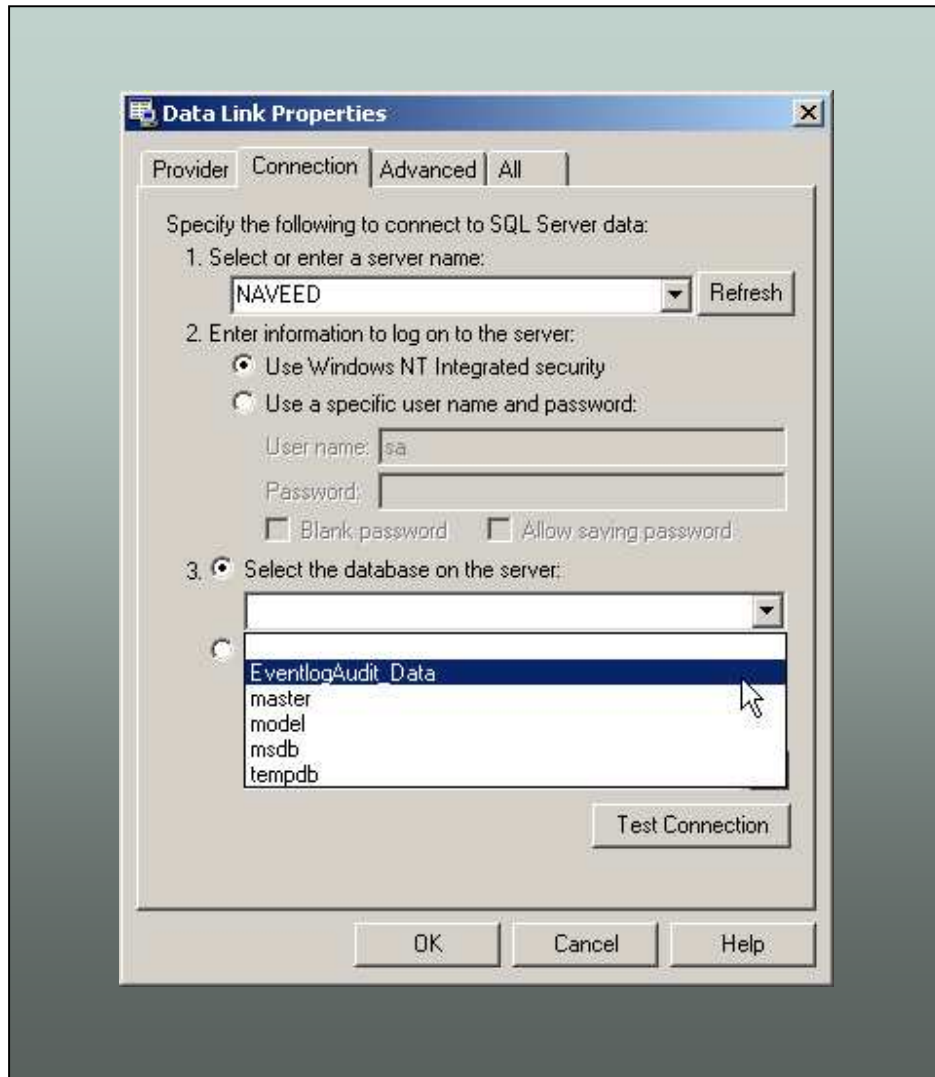 Data Link Properties
Provider Connection Advanced All
Specify the following to connect to SQL Server data:
1. Select or enter a server name:
NAVEED Refresh
2. Enter information to log on to the server:
Use Windows NT Integrated security
Use a specific user name and password:
User name: sa
Password:
Blank password Allow saving password
3. Select the database on the server:
EventlogAudit_Data
master
model
msdb
tempdb
Test Connection
OK Cancel Help